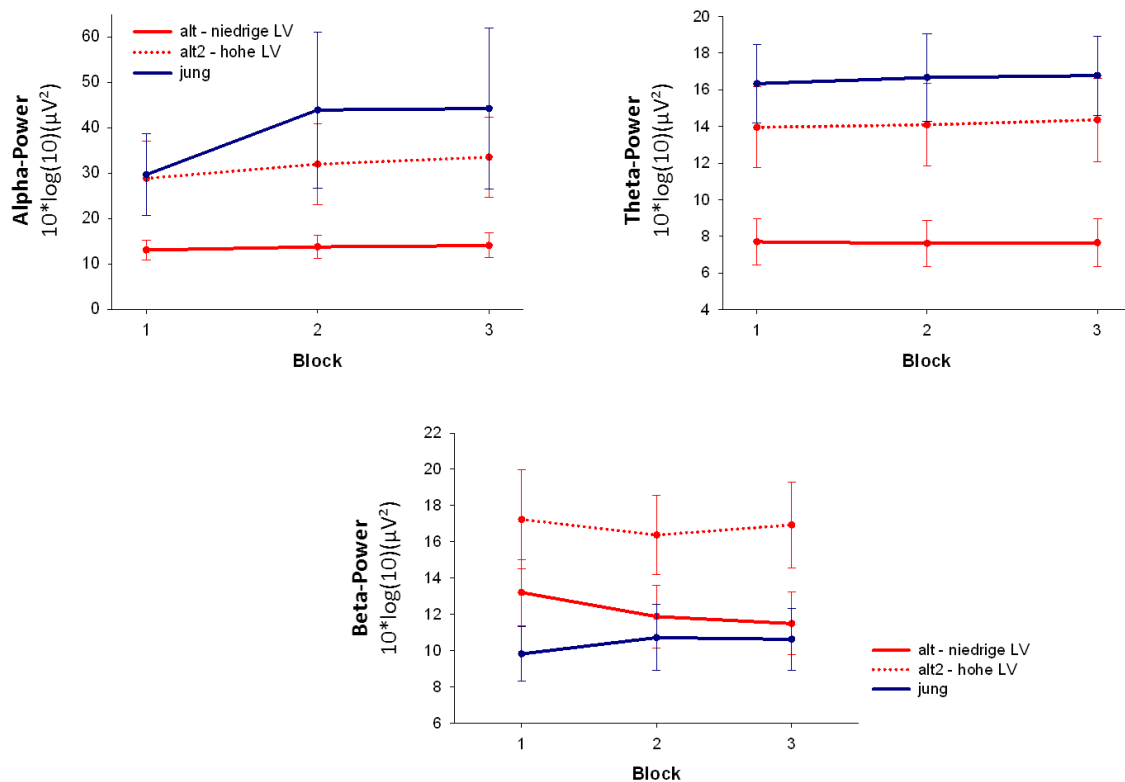 alt - niedrige LV
alt2 - hohe LV
jung
Alpha-Power
10*log(10)(µV²)
60
50
40
30
20
10
0
1 2 3
Block
Theta-Power
10*log(10)(µV²)
20
18
16
14
12
10
8
6
4
1 2 3
Block
Beta-Power
10*log(10)(µV²)
22
20
18
16
14
12
10
8
6
1 2 3
Block
alt - niedrige LV
alt2 - hohe LV
jung